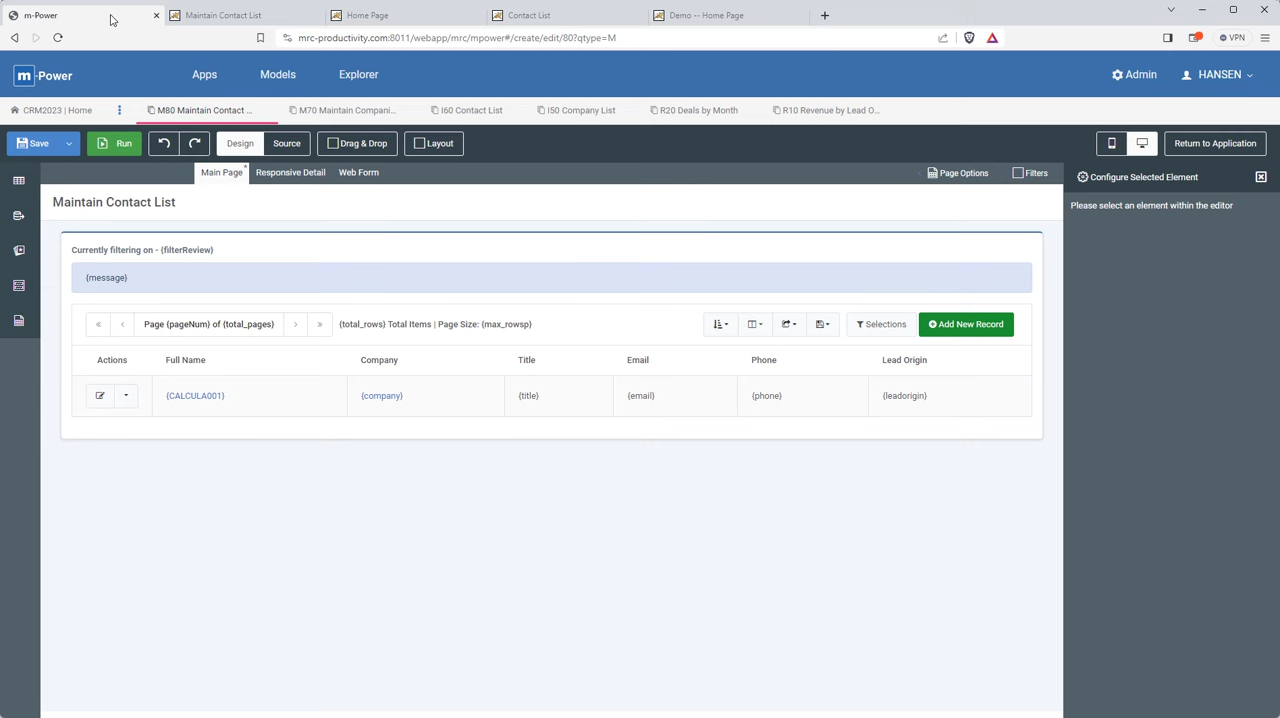 m-Power
Maintain Contact List
Home Page
Contact List
Demo -- Home Page
mrc-productivity.com:8011/webapp/mrc/mpower#/create/edit/80?qtype=M
VPN
m-Power
Apps
Models
Explorer
Admin
HANSEN
CRM2023 | Home
M80 Maintain Contact ...
M70 Maintain Compani...
I60 Contact List
I50 Company List
R20 Deals by Month
R10 Revenue by Lead O...
Save
Run
Design
Source
Drag & Drop
Layout
Return to Application
Main Page*
Responsive Detail
Web Form
Page Options
Filters
Configure Selected Element
Maintain Contact List
Please select an element within the editor
Currently filtering on - {filterReview}
{message}
« ‹ Page {pageNum} of {total_pages} › »
{total_rows} Total Items | Page Size: {max_rowsp}
Selections
Add New Record
Actions
Full Name
Company
Title
Email
Phone
Lead Origin
{CALCULA001}
{company}
{title}
{email}
{phone}
{leadorigin}